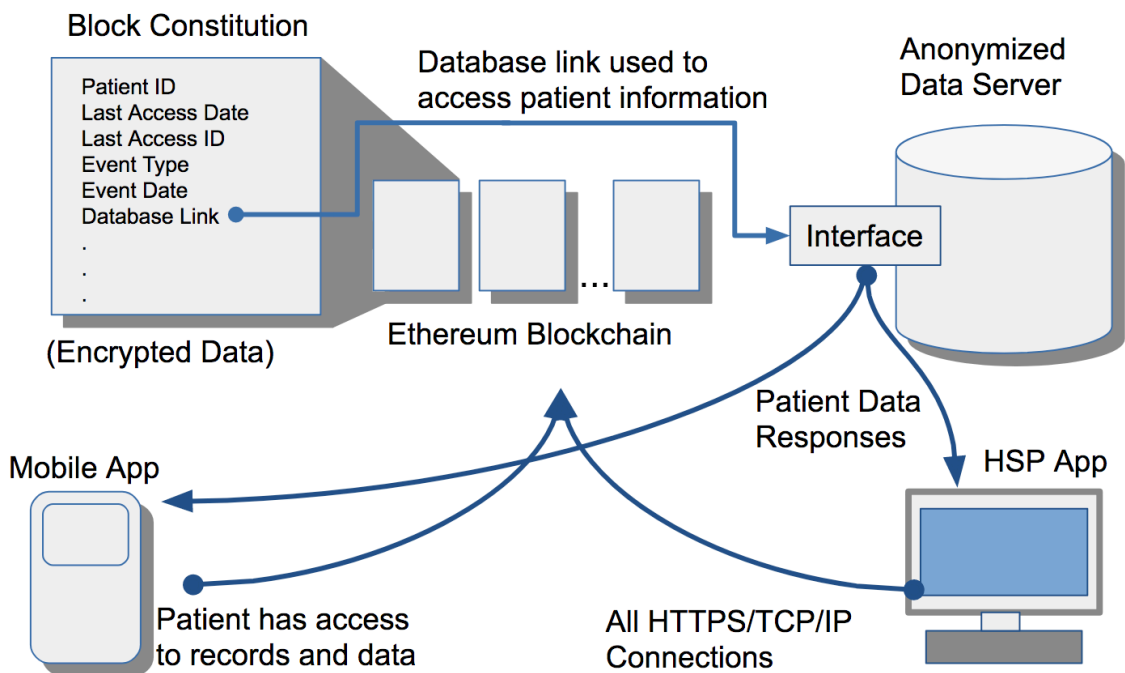 Block Constitution
Patient ID
Last Access Date
Last Access ID
Event Type
Event Date
Database Link
.
.
.
(Encrypted Data)
Database link used to
access patient information
...
Ethereum Blockchain
Anonymized
Data Server
Interface
Patient Data
Responses
Mobile App
HSP App
Patient has access
to records and data
All HTTPS/TCP/IP
Connections